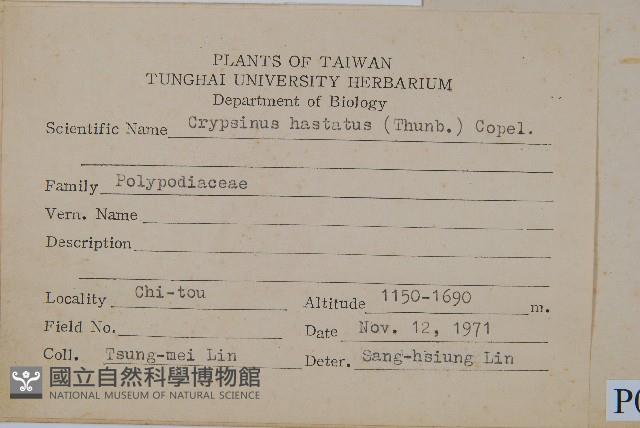 PLANTS OF TAIWAN
TUNGHAI UNIVERSITY HERBARIUM
Department of Biology
Scientific Name Crypsinus hastatus (Thunb.) Copel.
Family Polypodiaceae
Vern. Name
Description
Locality Chi-tou Altitude 1150-1690 m.
Field No. Date Nov. 12, 1971
Coll. Tsung-mei Lin Deter. Sang-hsiung Lin
國立自然科學博物館
NATIONAL MUSEUM OF NATURAL SCIENCE